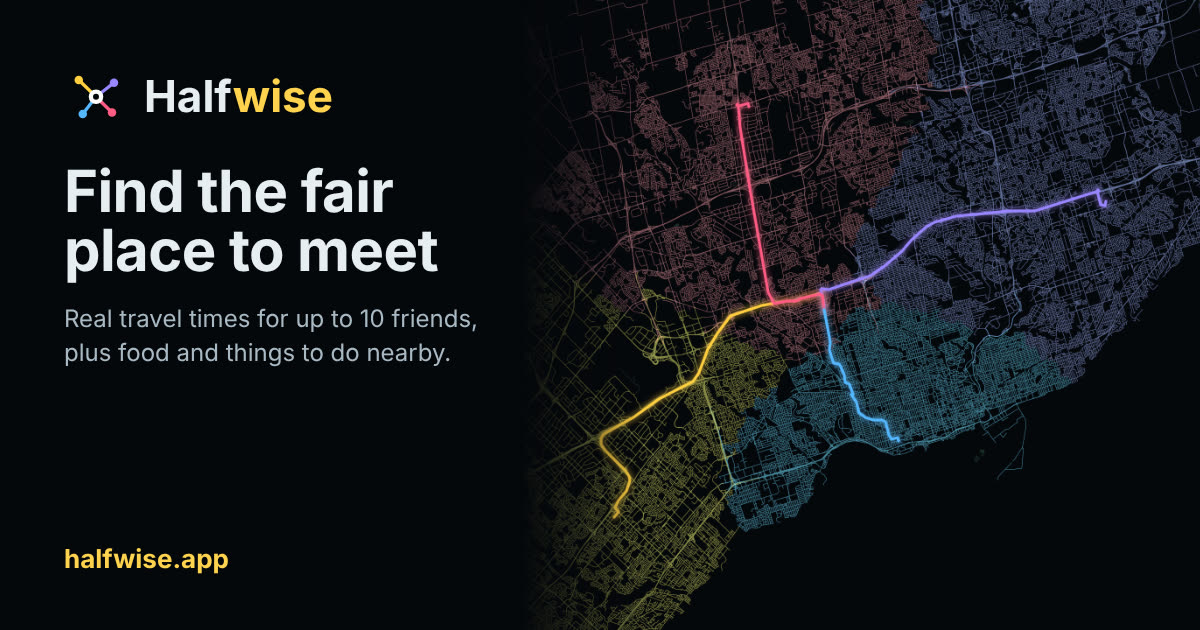 Halfwise
Find the fair
place to meet
Real travel times for up to 10 friends,
plus food and things to do nearby.
halfwise.app